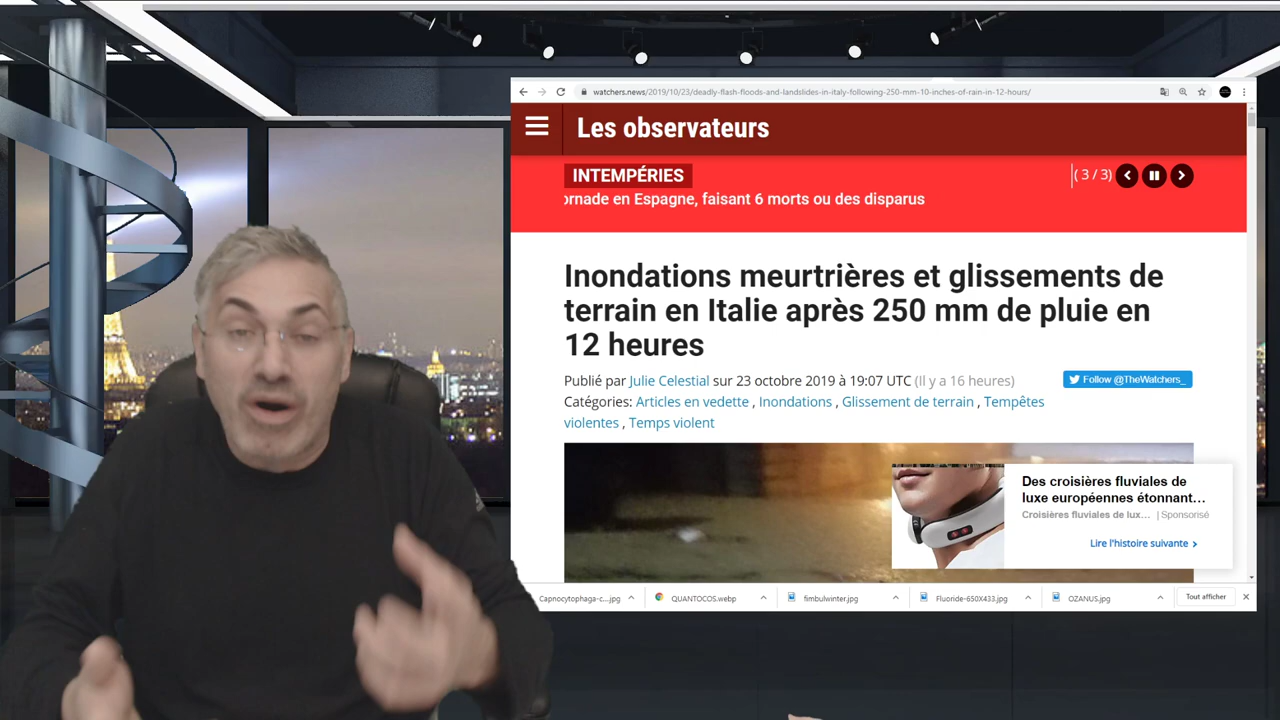 watchers.news/2019/10/23/deadly-flash-floods-and-landslides-in-italy-following-250-mm-10-inches-of-rain-in-12-hours/
Les observateurs
INTEMPÉRIES
( 3 / 3)
ornade en Espagne, faisant 6 morts ou des disparus
Inondations meurtrières et glissements de
terrain en Italie après 250 mm de pluie en
12 heures
Publié par Julie Celestial sur 23 octobre 2019 à 19:07 UTC (Il y a 16 heures)
Follow @TheWatchers_
Catégories: Articles en vedette , Inondations , Glissement de terrain , Tempêtes
violentes , Temps violent
Des croisières fluviales de
luxe européennes étonnant…
Croisières fluviales de lux… | Sponsorisé
Lire l'histoire suivante >
Capnocytophaga-c....jpg
QUANTOCOS.webp
fimbulwinter.jpg
Fluoride-650X433.jpg
OZANUS.jpg
Tout afficher